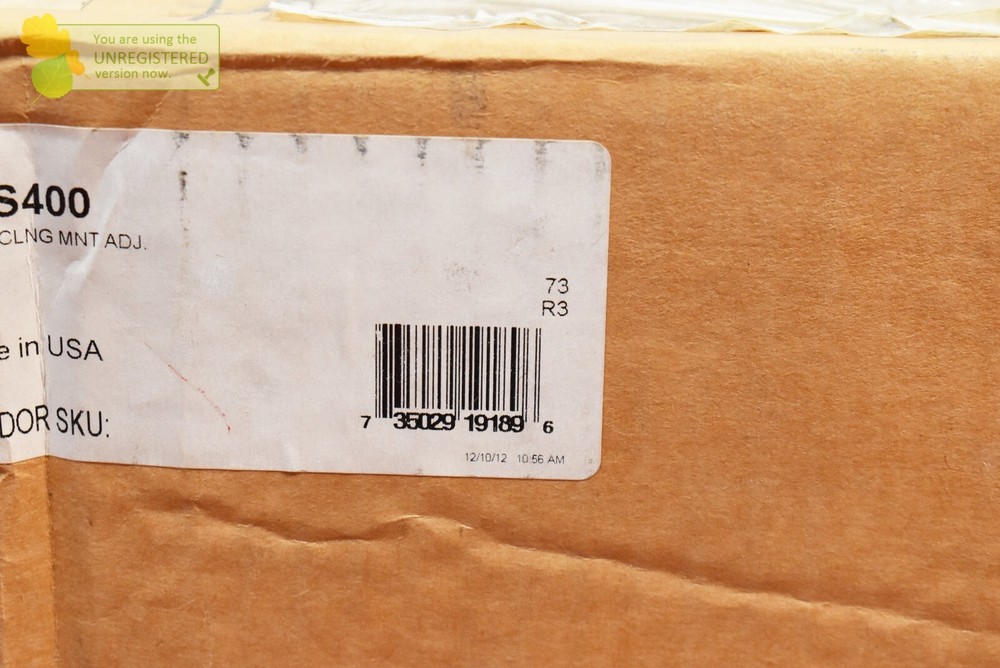 You are using the
UNREGISTERED
version now.
S400
CLNG MNT ADJ.
73
R3
e in USA
DOR SKU:
7 35029 19189 6
12/10/12 10:56 AM